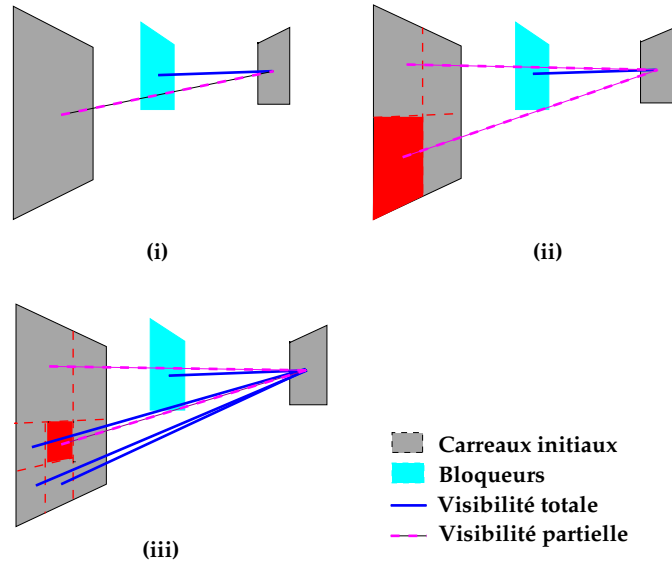 (i)
(ii)
(iii)
Carreaux initiaux
Bloqueurs
Visibilité totale
Visibilité partielle